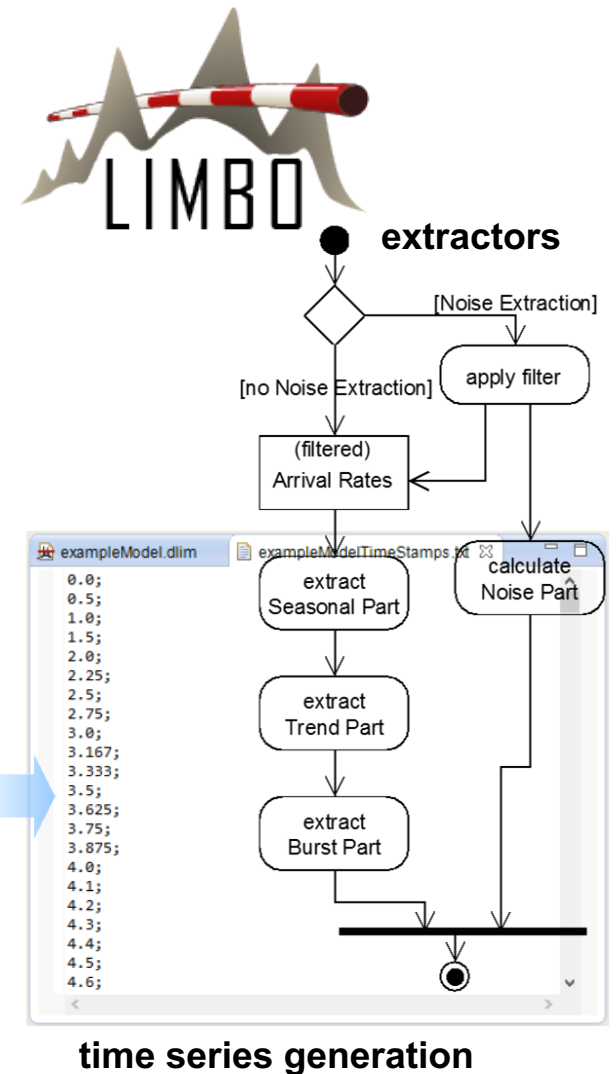 LIMBO
extractors
[Noise Extraction]
apply filter
[no Noise Extraction]
(filtered)
Arrival Rates
exampleModel.dlim
exampleModelTimeStamps.txt
0.0;
0.5;
1.0;
1.5;
2.0;
2.25;
2.5;
2.75;
3.0;
3.167;
3.333;
3.5;
3.625;
3.75;
3.875;
4.0;
4.1;
4.2;
4.3;
4.4;
4.5;
4.6;
extract
Seasonal Part
calculate
Noise Part
extract
Trend Part
extract
Burst Part
time series generation